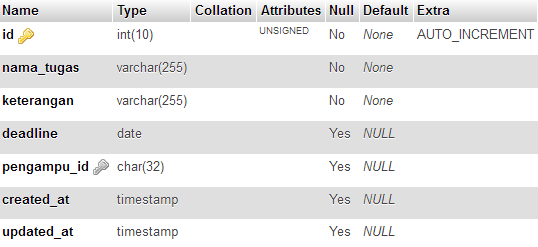 Name Type Collation Attributes Null Default Extra
id int(10) UNSIGNED No None AUTO_INCREMENT
nama_tugas varchar(255) No None
keterangan varchar(255) No None
deadline date Yes NULL
pengampu_id char(32) Yes NULL
created_at timestamp Yes NULL
updated_at timestamp Yes NULL